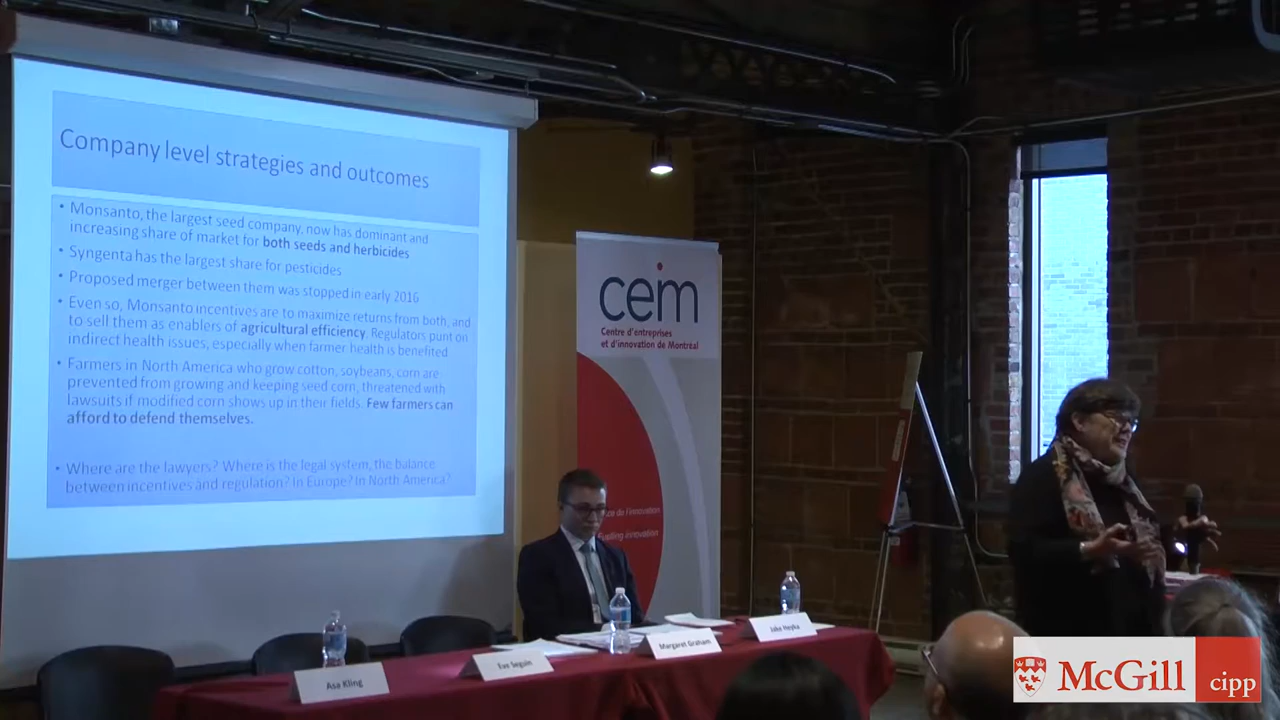 Company level strategies and outcomes
• Monsanto, the largest seed company, now has dominant and
increasing share of market for both seeds and herbicides
• Syngenta has the largest share for pesticides
• Proposed merger between them was stopped in early 2016
• Even so, Monsanto incentives are to maximize returns from both, and
to sell them as enablers of agricultural efficiency. Regulators punt on
indirect health issues, especially when farmer health is benefited
• Farmers in North America who grow cotton, soybeans, corn are
prevented from growing and keeping seed corn, threatened with
lawsuits if modified corn shows up in their fields. Few farmers can
afford to defend themselves.
• Where are the lawyers? Where is the legal system, the balance
between incentives and regulation? In Europe? In North America?
ceim
Centre d'entreprises
et d'innovation de Montréal
de l'innovation
Fuelling innovation
Asa Kling
Eve Seguin
Margaret Graham
McGill
cipp